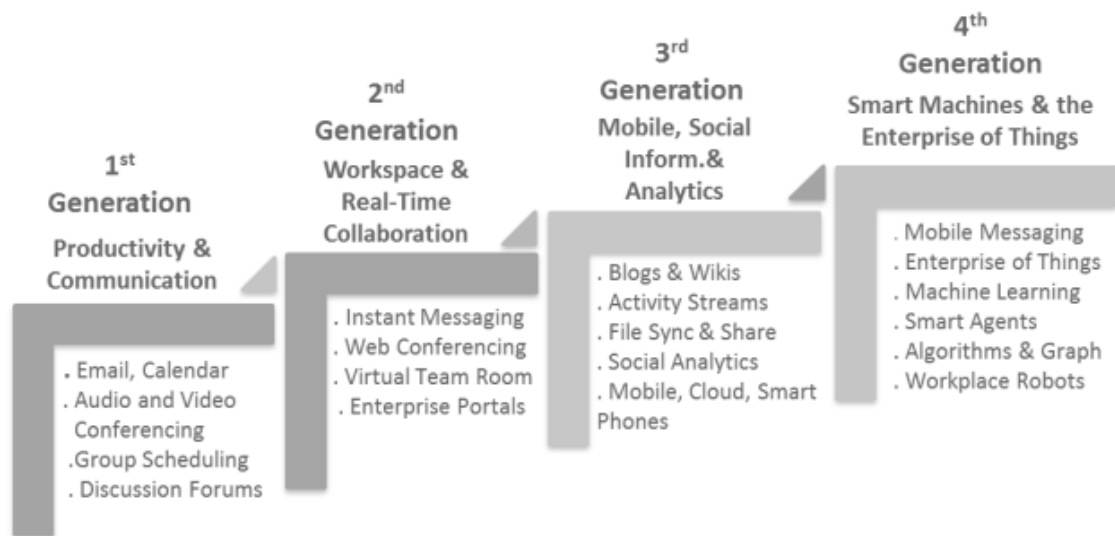 1st
Generation
Productivity &
Communication
. Email, Calendar
. Audio and Video
Conferencing
. Group Scheduling
. Discussion Forums
2nd
Generation
Workspace &
Real-Time
Collaboration
. Instant Messaging
. Web Conferencing
. Virtual Team Room
. Enterprise Portals
3rd
Generation
Mobile, Social
Inform.&
Analytics
. Blogs & Wikis
. Activity Streams
. File Sync & Share
. Social Analytics
. Mobile, Cloud, Smart
Phones
4th
Generation
Smart Machines & the
Enterprise of Things
. Mobile Messaging
. Enterprise of Things
. Machine Learning
. Smart Agents
. Algorithms & Graph
. Workplace Robots